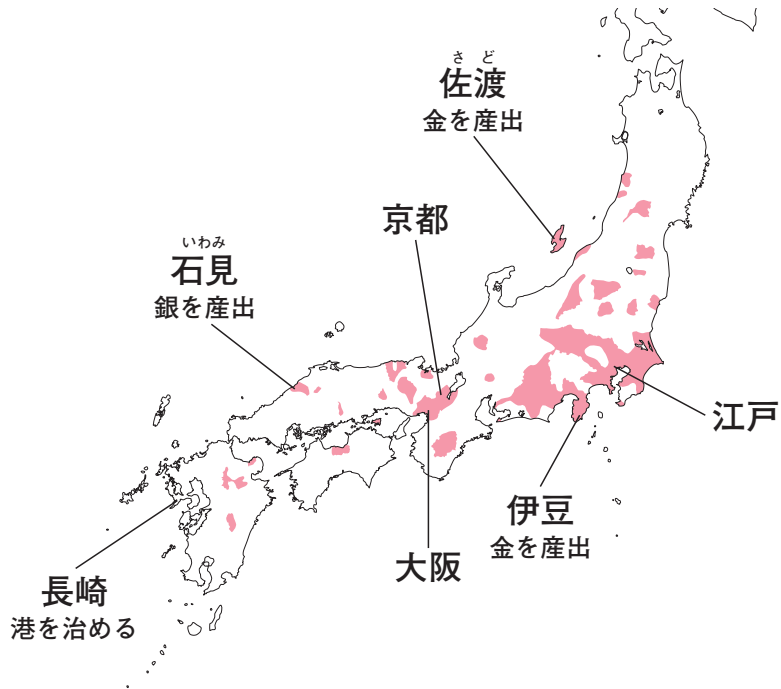 さど
佐渡
金を産出
京都
いわみ
石見
銀を産出
江戸
伊豆
金を産出
大阪
長崎
港を治める